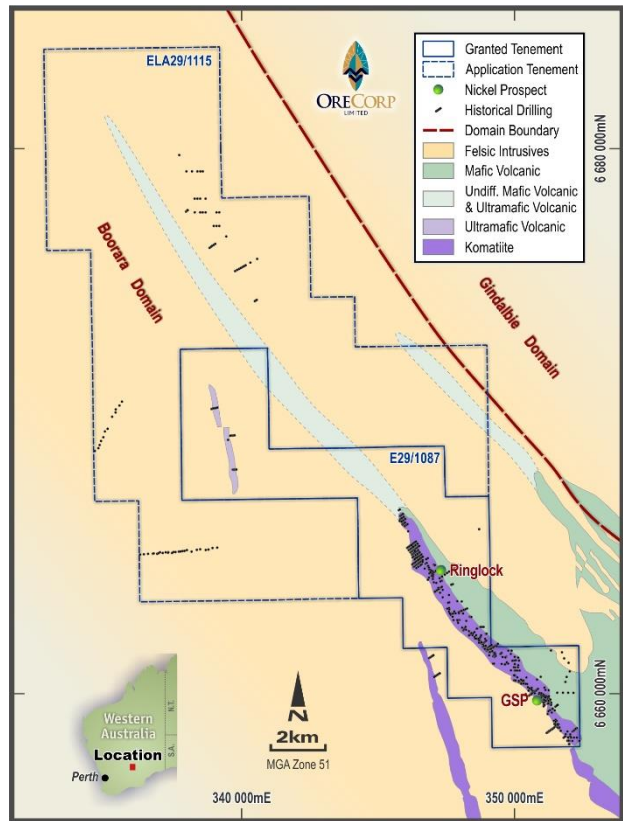 ELA29/1115
ORECORP
LIMITED
Granted Tenement
Application Tenement
Nickel Prospect
Historical Drilling
Domain Boundary
Felsic Intrusives
Mafic Volcanic
Undiff. Mafic Volcanic
& Ultramafic Volcanic
Ultramafic Volcanic
Komatiite
6 680 000mN
Boorara Domain
Gindalbie Domain
E29/1087
Ringlock
GSP
6 660 000mN
N
2km
MGA Zone 51
Western
Australia
Location
Perth
N.T.
S.A.
340 000mE
350 000mE